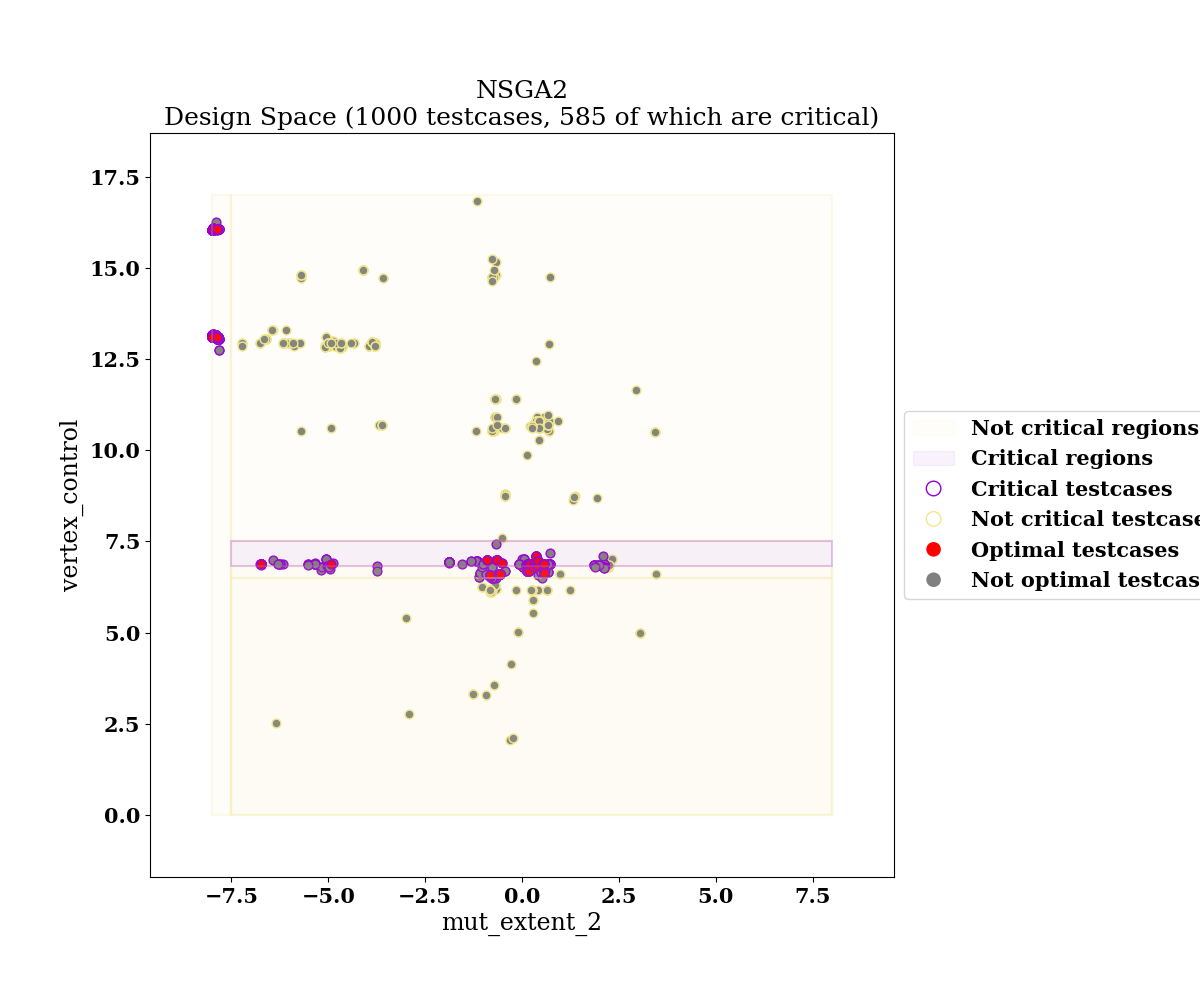 NSGA2
Design Space (1000 testcases, 585 of which are critical)
17.5
15.0
12.5
10.0
7.5
5.0
2.5
0.0
vertex_control
−7.5 −5.0 −2.5 0.0 2.5 5.0 7.5
mut_extent_2
Not critical regions
Critical regions
Critical testcases
Not critical testcase
Optimal testcases
Not optimal testcas